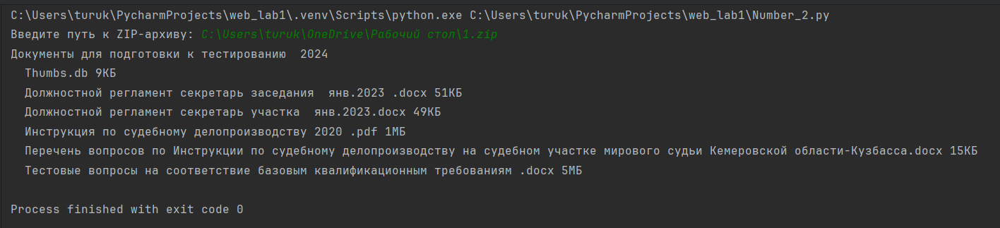 C:\Users\turuk\PycharmProjects\web_lab1\.venv\Scripts\python.exe C:\Users\turuk\PycharmProjects\web_lab1\Number_2.py
Введите путь к ZIP-архиву: C:\Users\turuk\OneDrive\Рабочий стол\1.zip
Документы для подготовки к тестированию  2024
  Thumbs.db 9КБ
  Должностной регламент секретарь заседания  янв.2023 .docx 51КБ
  Должностной регламент секретарь участка  янв.2023.docx 49КБ
  Инструкция по судебному делопроизводству 2020 .pdf 1МБ
  Перечень вопросов по Инструкции по судебному делопроизводству на судебном участке мирового судьи Кемеровской области-Кузбасса.docx 15КБ
  Тестовые вопросы на соответствие базовым квалификационным требованиям .docx 5МБ
Process finished with exit code 0